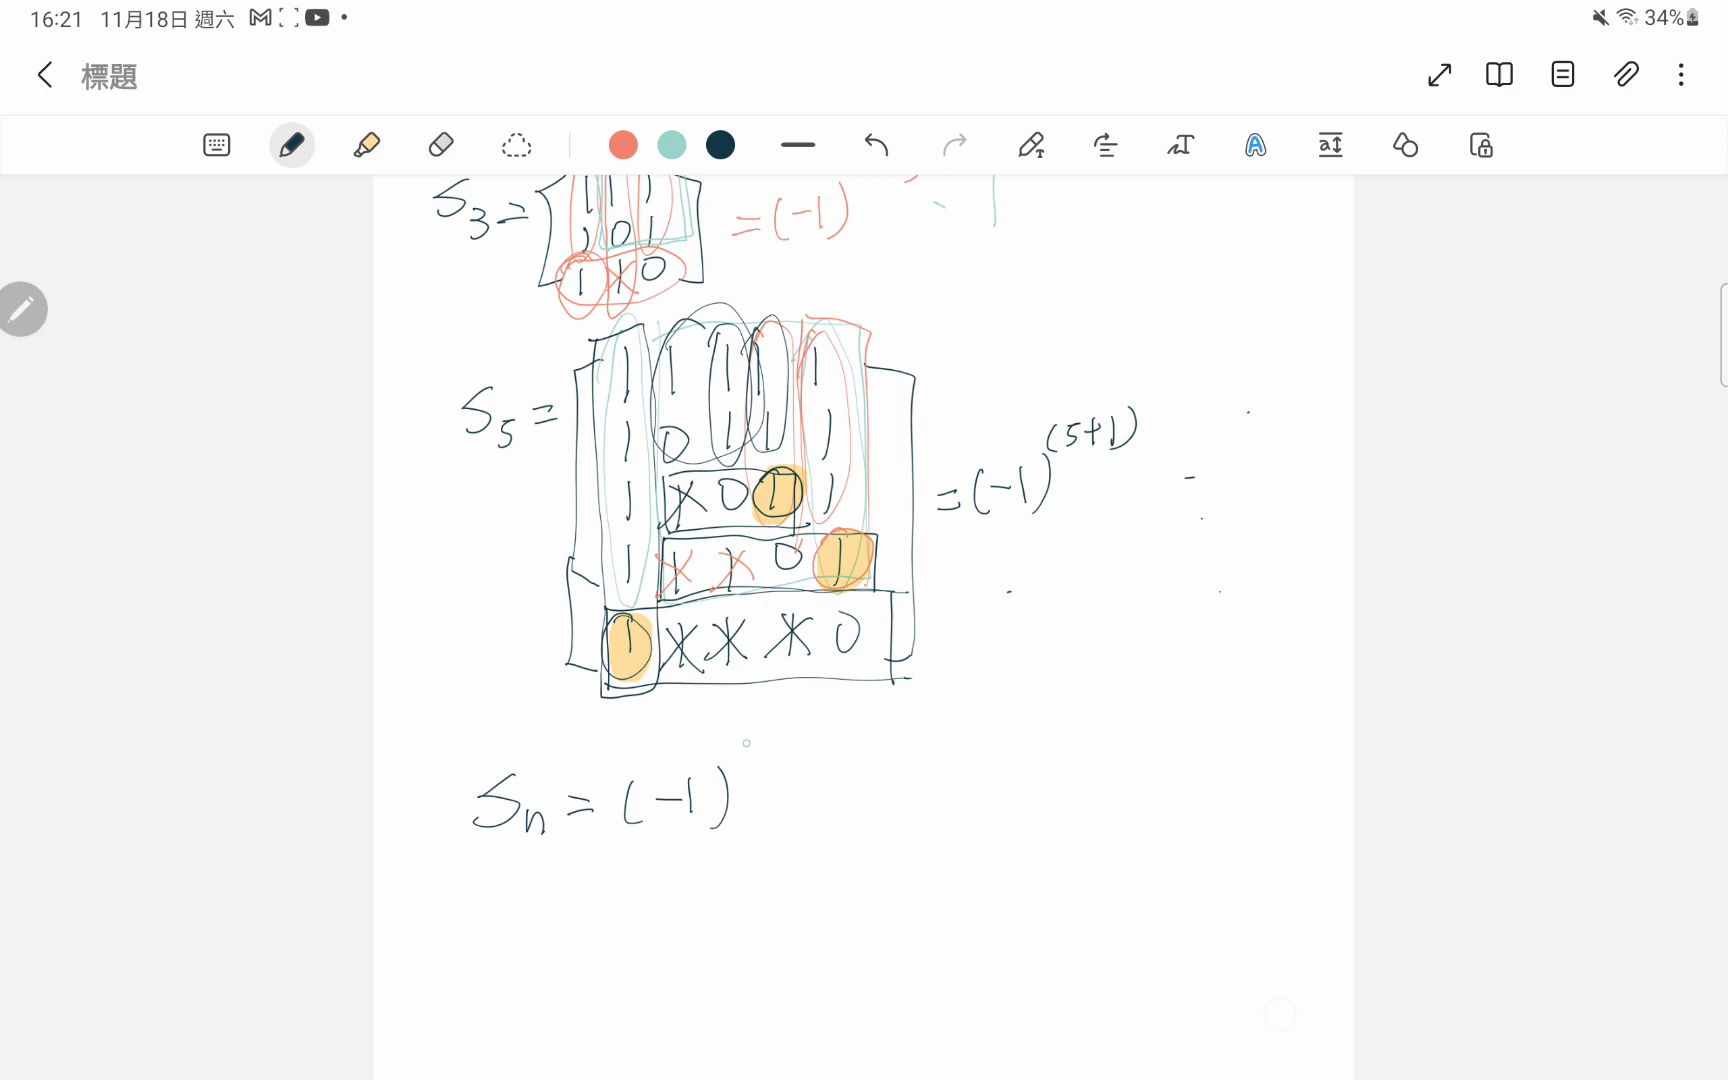 16:21 11月18日 週六 34%
標題
S3 = 1 1 1 = (-1)
1 0 1
1 1 0
1 1 1 1 1
S5 = 1 0 1 1 1 = (-1)^(5+1)
1 1 0 1 1
1 1 1 0 1
1 1 1 1 0
Sn = (-1)